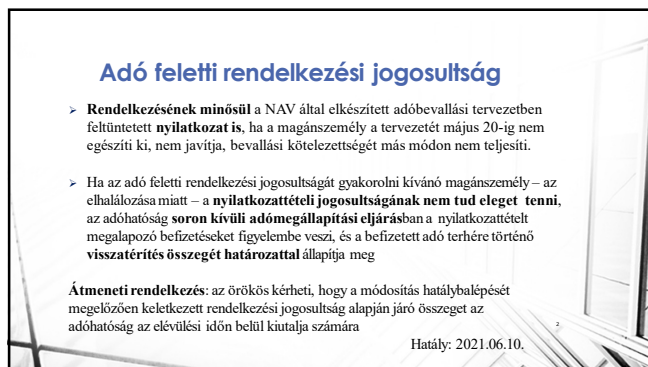 Adó feletti rendelkezési jogosultság
➢ Rendelkezésének minősül a NAV által elkészített adóbevallási tervezetben
feltüntetett nyilatkozat is, ha a magánszemély a tervezetét május 20-ig nem
egészíti ki, nem javítja, bevallási kötelezettségét más módon nem teljesíti.
➢ Ha az adó feletti rendelkezési jogosultságát gyakorolni kívánó magánszemély – az
elhalálozása miatt – a nyilatkozattételi jogosultságának nem tud eleget tenni,
az adóhatóság soron kívüli adómegállapítási eljárásban a nyilatkozattételt
megalapozó befizetéseket figyelembe veszi, és a befizetett adó terhére történő
visszatérítés összegét határozattal állapítja meg
Átmeneti rendelkezés: az örökös kérheti, hogy a módosítás hatálybalépését
megelőzően keletkezett rendelkezési jogosultság alapján járó összeget az
adóhatóság az elévülési időn belül kiutalja számára
2
Hatály: 2021.06.10.